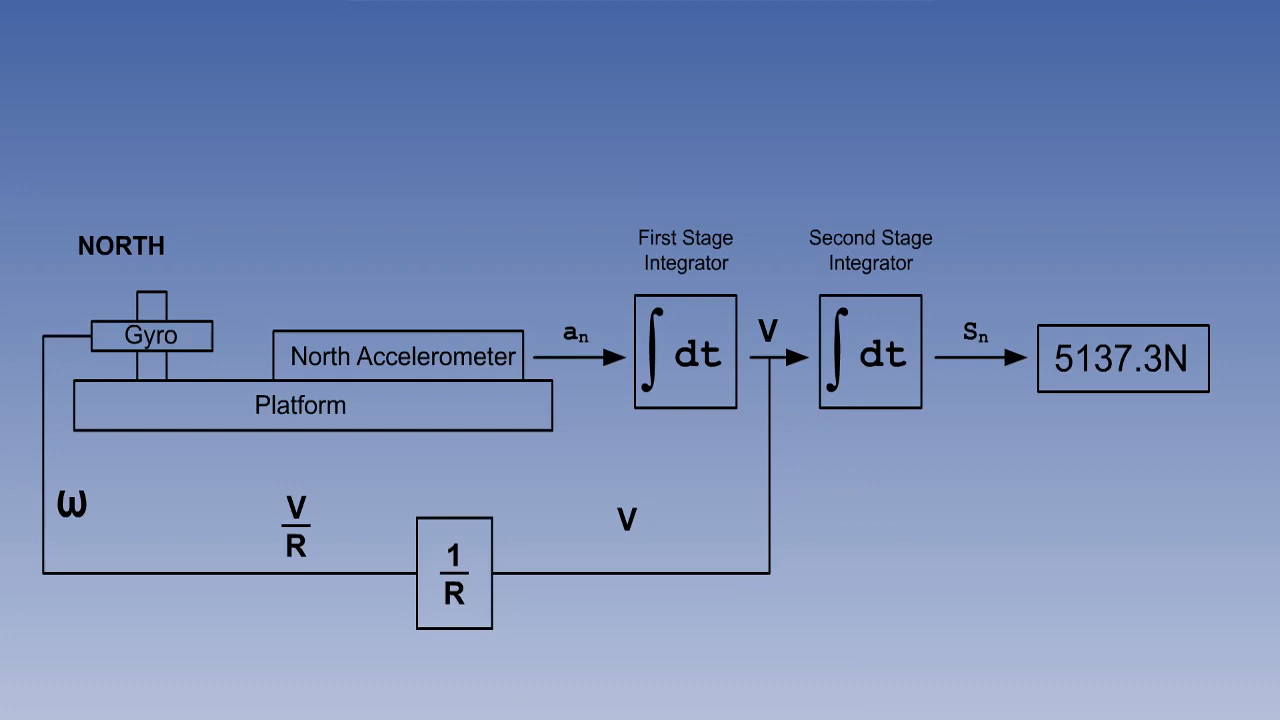 NORTH
Gyro
North Accelerometer
Platform
aₙ
First Stage
Integrator
∫ dt
V
Second Stage
Integrator
∫ dt
Sₙ
5137.3N
ω
V
R
1
R
V